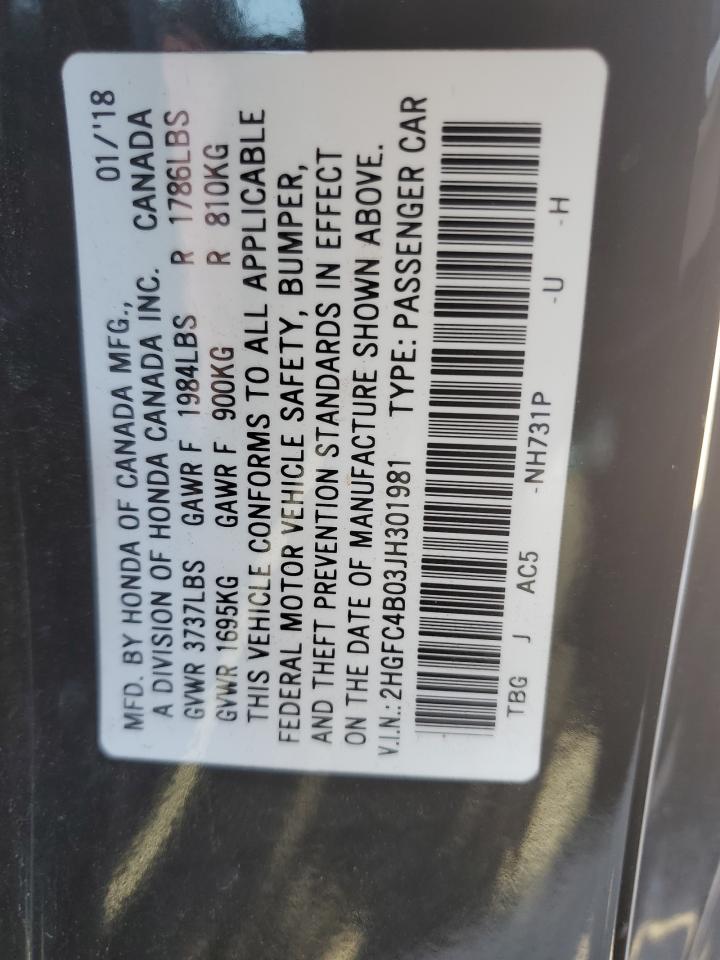 MFD. BY HONDA OF CANADA MFG., 01/'18
A DIVISION OF HONDA CANADA INC. CANADA
GVWR 3737LBS GAWR F 1984LBS R 1786LBS
GVWR 1695KG GAWR F 900KG R 810KG
THIS VEHICLE CONFORMS TO ALL APPLICABLE
FEDERAL MOTOR VEHICLE SAFETY, BUMPER,
AND THEFT PREVENTION STANDARDS IN EFFECT
ON THE DATE OF MANUFACTURE SHOWN ABOVE.
V.I.N.: 2HGFC4B03JH301981 TYPE: PASSENGER CAR
TBG J AC5 -NH731P -U -H